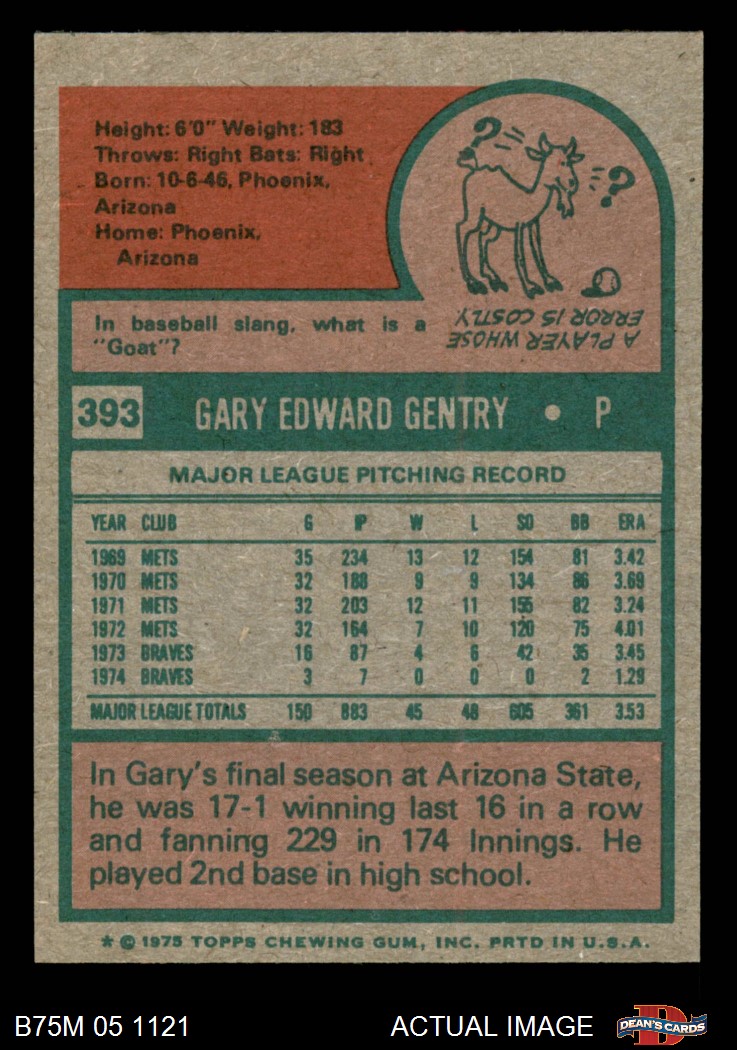 Height: 6'0" Weight: 183
Throws: Right Bats: Right
Born: 10-6-46, Phoenix,
Arizona
Home: Phoenix,
Arizona
? ?
In baseball slang, what is a
"Goat"?
A PLAYER WHOSE
ERROR IS COSTLY
393 GARY EDWARD GENTRY • P
MAJOR LEAGUE PITCHING RECORD
YEAR CLUB G IP W L SO BB ERA
1969 METS 35 234 13 12 154 81 3.42
1970 METS 32 188 9 9 134 86 3.69
1971 METS 32 203 12 11 155 82 3.24
1972 METS 32 164 7 10 120 75 4.01
1973 BRAVES 16 87 4 6 42 35 3.45
1974 BRAVES 3 7 0 0 0 2 1.29
MAJOR LEAGUE TOTALS 150 883 45 48 605 361 3.53
In Gary's final season at Arizona State,
he was 17-1 winning last 16 in a row
and fanning 229 in 174 Innings. He
played 2nd base in high school.
* © 1975 TOPPS CHEWING GUM, INC. PRTD IN U.S.A.
B75M 05 1121 ACTUAL IMAGE D DEAN'S CARDS